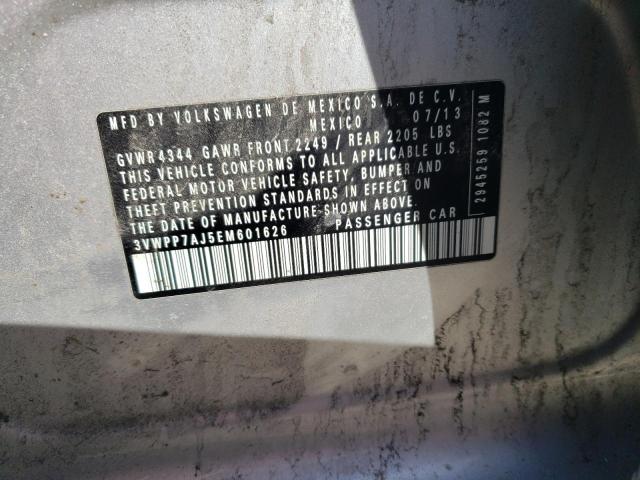 MFD BY VOLKSWAGEN DE MEXICO S.A. DE C.V.
MEXICO 07/13
GVWR 4344 GAWR FRONT 2249 / REAR 2205 LBS
THIS VEHICLE CONFORMS TO ALL APPLICABLE U.S.
FEDERAL MOTOR VEHICLE SAFETY, BUMPER AND
THEFT PREVENTION STANDARDS IN EFFECT ON
THE DATE OF MANUFACTURE SHOWN ABOVE.
3VWPP7AJ5EM601626 PASSENGER CAR
2945259 1082 M